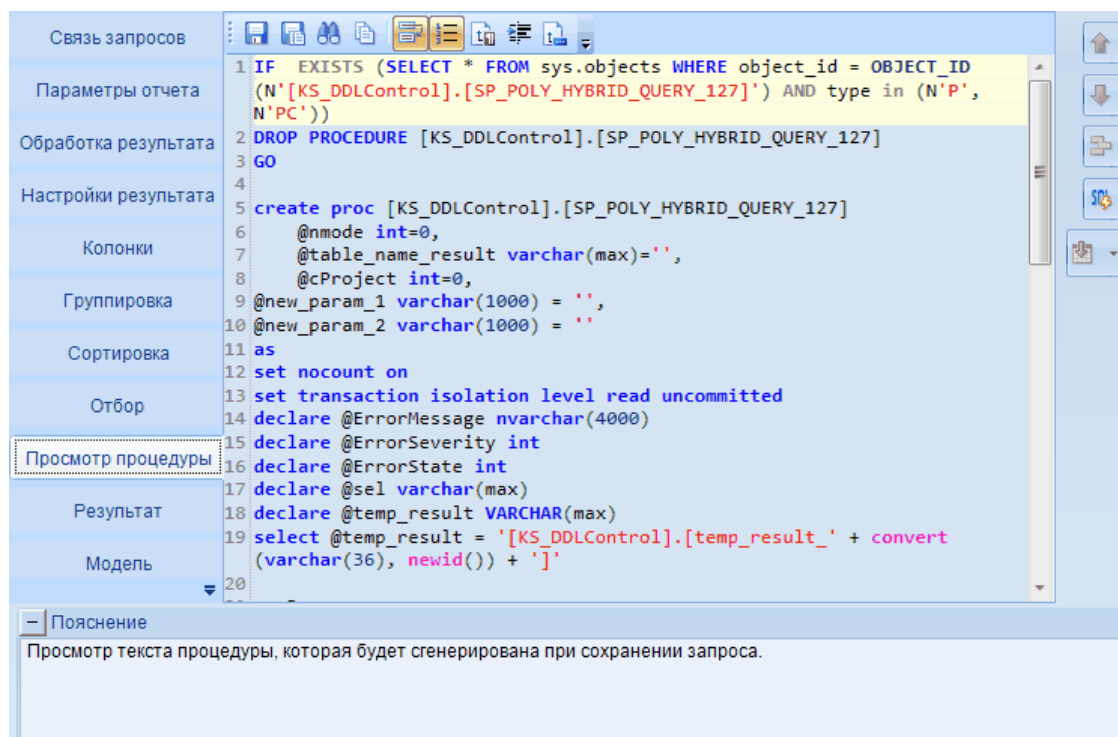 Связь запросов
Параметры отчета
Обработка результата
Настройки результата
Колонки
Группировка
Сортировка
Отбор
Просмотр процедуры
Результат
Модель
1 IF  EXISTS (SELECT * FROM sys.objects WHERE object_id = OBJECT_ID
(N'[KS_DDLControl].[SP_POLY_HYBRID_QUERY_127]') AND type in (N'P',
N'PC'))
2 DROP PROCEDURE [KS_DDLControl].[SP_POLY_HYBRID_QUERY_127]
3 GO
4
5 create proc [KS_DDLControl].[SP_POLY_HYBRID_QUERY_127]
6     @nmode int=0,
7     @table_name_result varchar(max)='',
8     @cProject int=0,
9 @new_param_1 varchar(1000) = '',
10 @new_param_2 varchar(1000) = ''
11 as
12 set nocount on
13 set transaction isolation level read uncommitted
14 declare @ErrorMessage nvarchar(4000)
15 declare @ErrorSeverity int
16 declare @ErrorState int
17 declare @sel varchar(max)
18 declare @temp_result VARCHAR(max)
19 select @temp_result = '[KS_DDLControl].[temp_result_' + convert
(varchar(36), newid()) + ']'
20
SQL
Пояснение
Просмотр текста процедуры, которая будет сгенерирована при сохранении запроса.